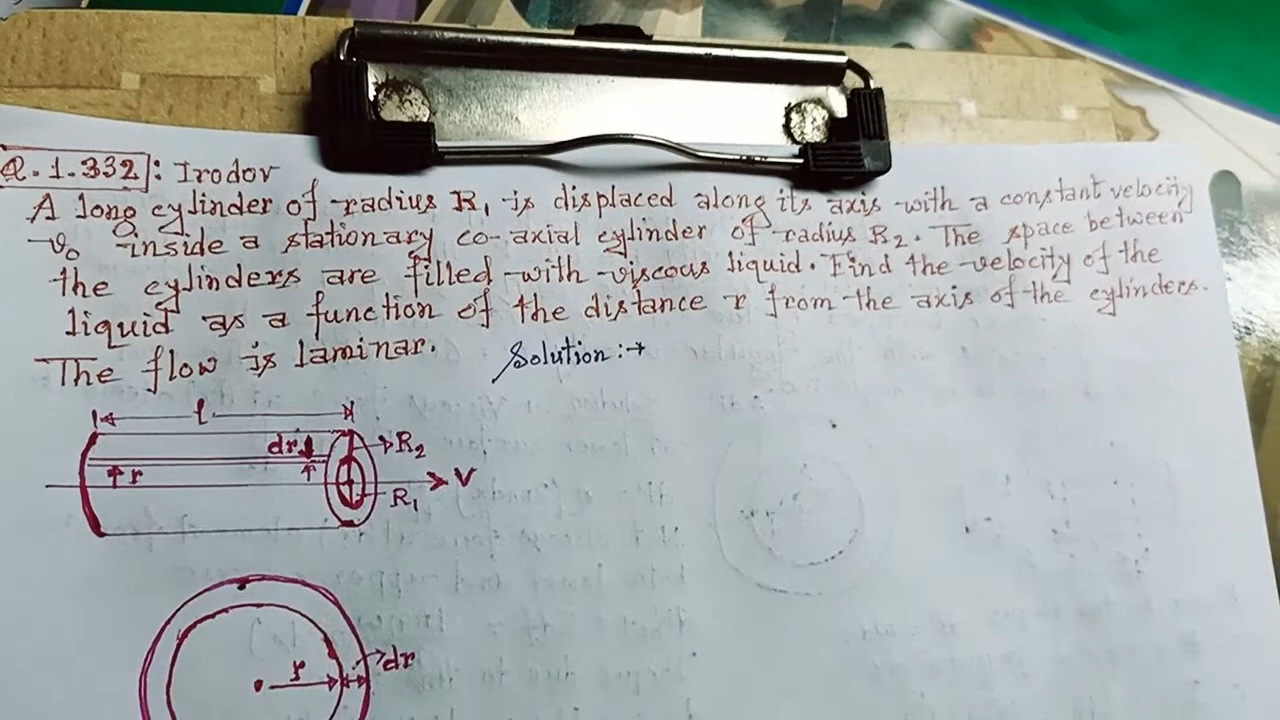 Q.1.332: Irodov
A long cylinder of radius R₁ is displaced along its axis with a constant velocity
v₀ inside a stationary co-axial cylinder of radius R₂. The space between
the cylinders are filled with viscous liquid. Find the velocity of the
liquid as a function of the distance r from the axis of the cylinders.
The flow is laminar. Solution:→
l
dr
R₂
r
V
R₁
dr
r